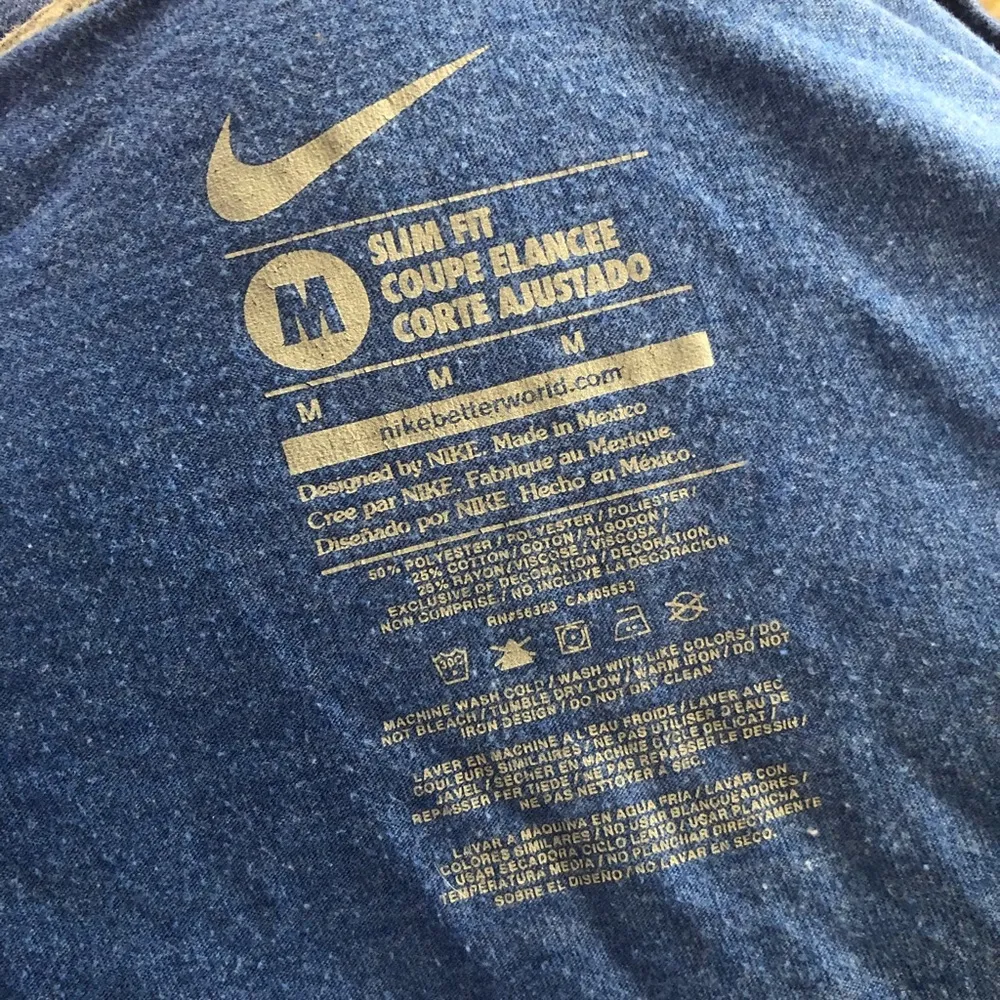 M
SLIM FIT
COUPE ELANCEE
CORTE AJUSTADO
M M M
nikebetterworld.com
Designed by NIKE. Made in Mexico
Cree par NIKE. Fabrique au Mexique.
Diseñado por NIKE. Hecho en México.
50% POLYESTER / POLYESTER / POLIESTER /
25% COTTON / COTON / ALGODON /
25% RAYON / VISCOSE / VISCOSE /
EXCLUSIVE OF DECORATION / DECORATION
NON COMPRISE / NO INCLUYE LA DECORACIÓN
RN#56323 CA#05553
30C
MACHINE WASH COLD / WASH WITH LIKE COLORS / DO
NOT BLEACH / TUMBLE DRY LOW / WARM IRON / DO NOT
IRON DESIGN / DO NOT DRY CLEAN
LAVER EN MACHINE A L'EAU FROIDE / LAVER AVEC
COULEURS SIMILAIRES / NE PAS UTILISER D'EAU DE
JAVEL / SECHER EN MACHINE CYCLE DELICAT /
REPASSER FER TIEDE / NE PAS REPASSER LE DESSIN /
NE PAS NETTOYER A SEC.
LAVAR A MAQUINA EN AGUA FRIA / LAVAR CON
COLORES SIMILARES / NO USAR BLANQUEADORES /
USAR SECADORA CICLO LENTO / USAR PLANCHA
TEMPERATURA MEDIA / NO PLANCHAR DIRECTAMENTE
SOBRE EL DISEÑO / NO LAVAR EN SECO.